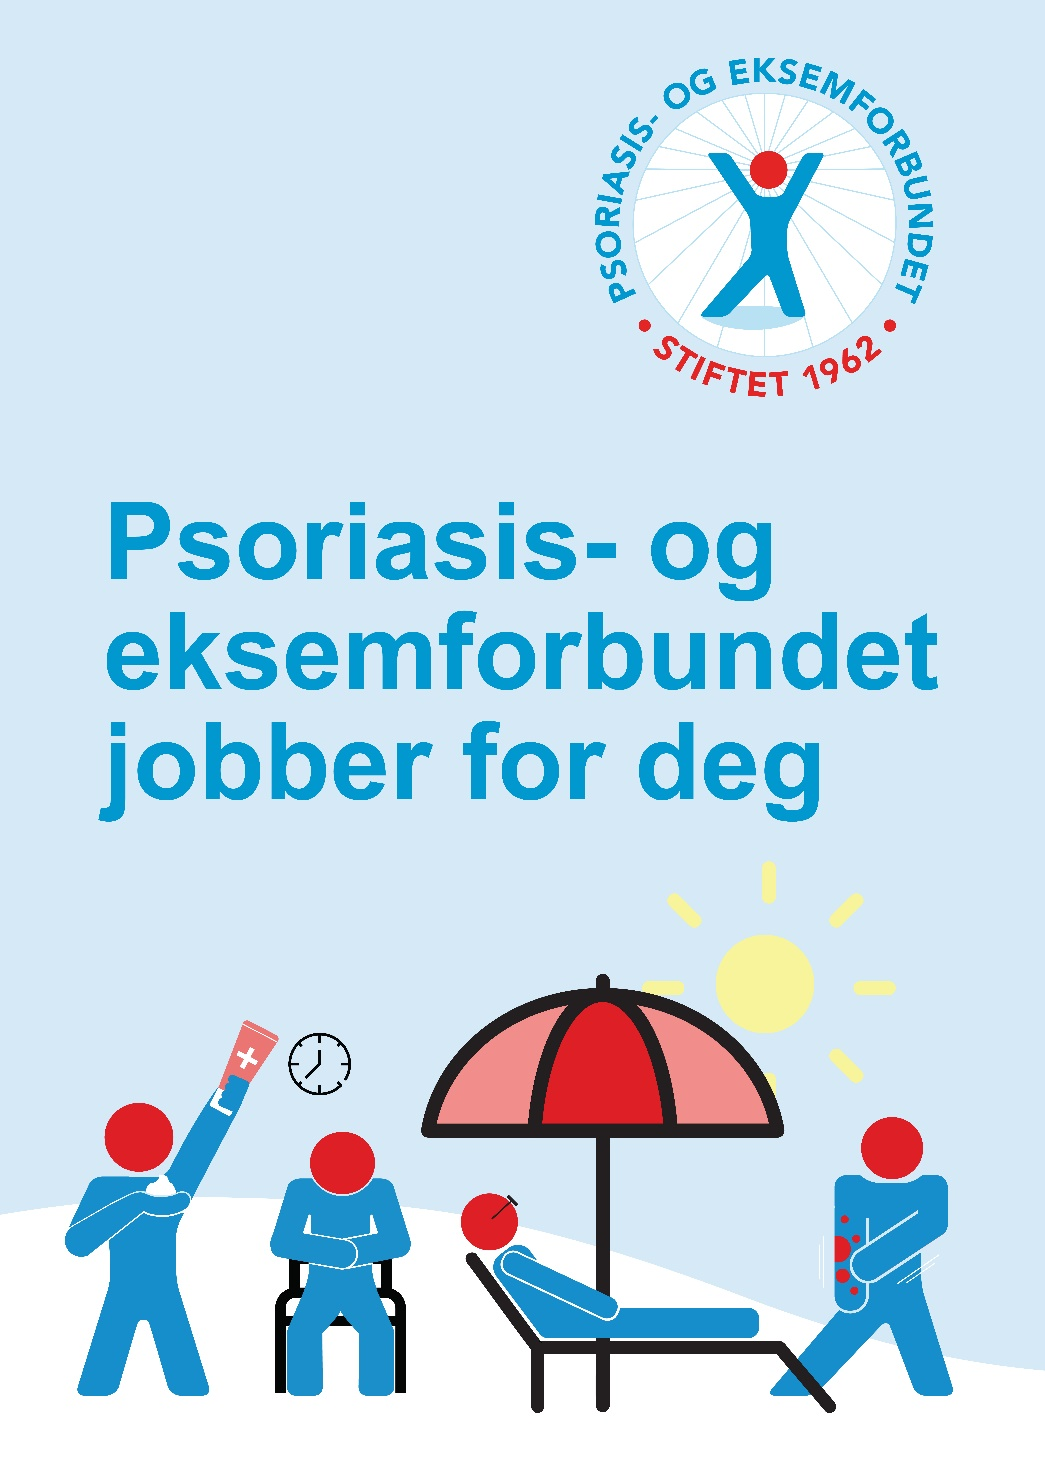 PSORIASIS- OG EKSEMFORBUNDET
• STIFTET 1962 •
Psoriasis- og
eksemforbundet
jobber for deg